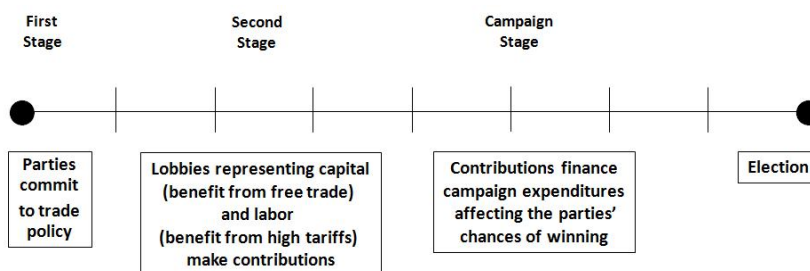 First
Stage
Second
Stage
Campaign
Stage
Parties
commit
to trade
policy
Lobbies representing capital
(benefit from free trade)
and labor
(benefit from high tariffs)
make contributions
Contributions finance
campaign expenditures
affecting the parties’
chances of winning
Election